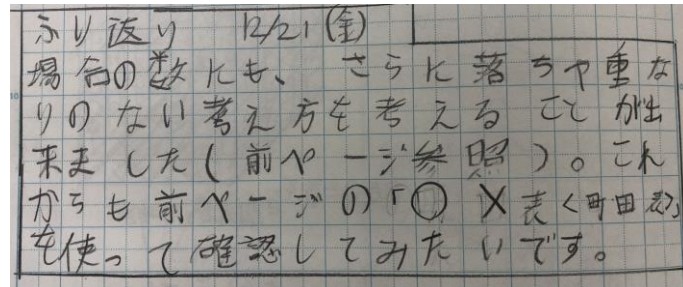 ふり返り 12/21(金)
場合の数にも、さらに落ちや重な
りのない考え方を考えることが出
来ました(前ページ参照)。これ
からも前ページの「○×表<町田表>」
を使って確認してみたいです。